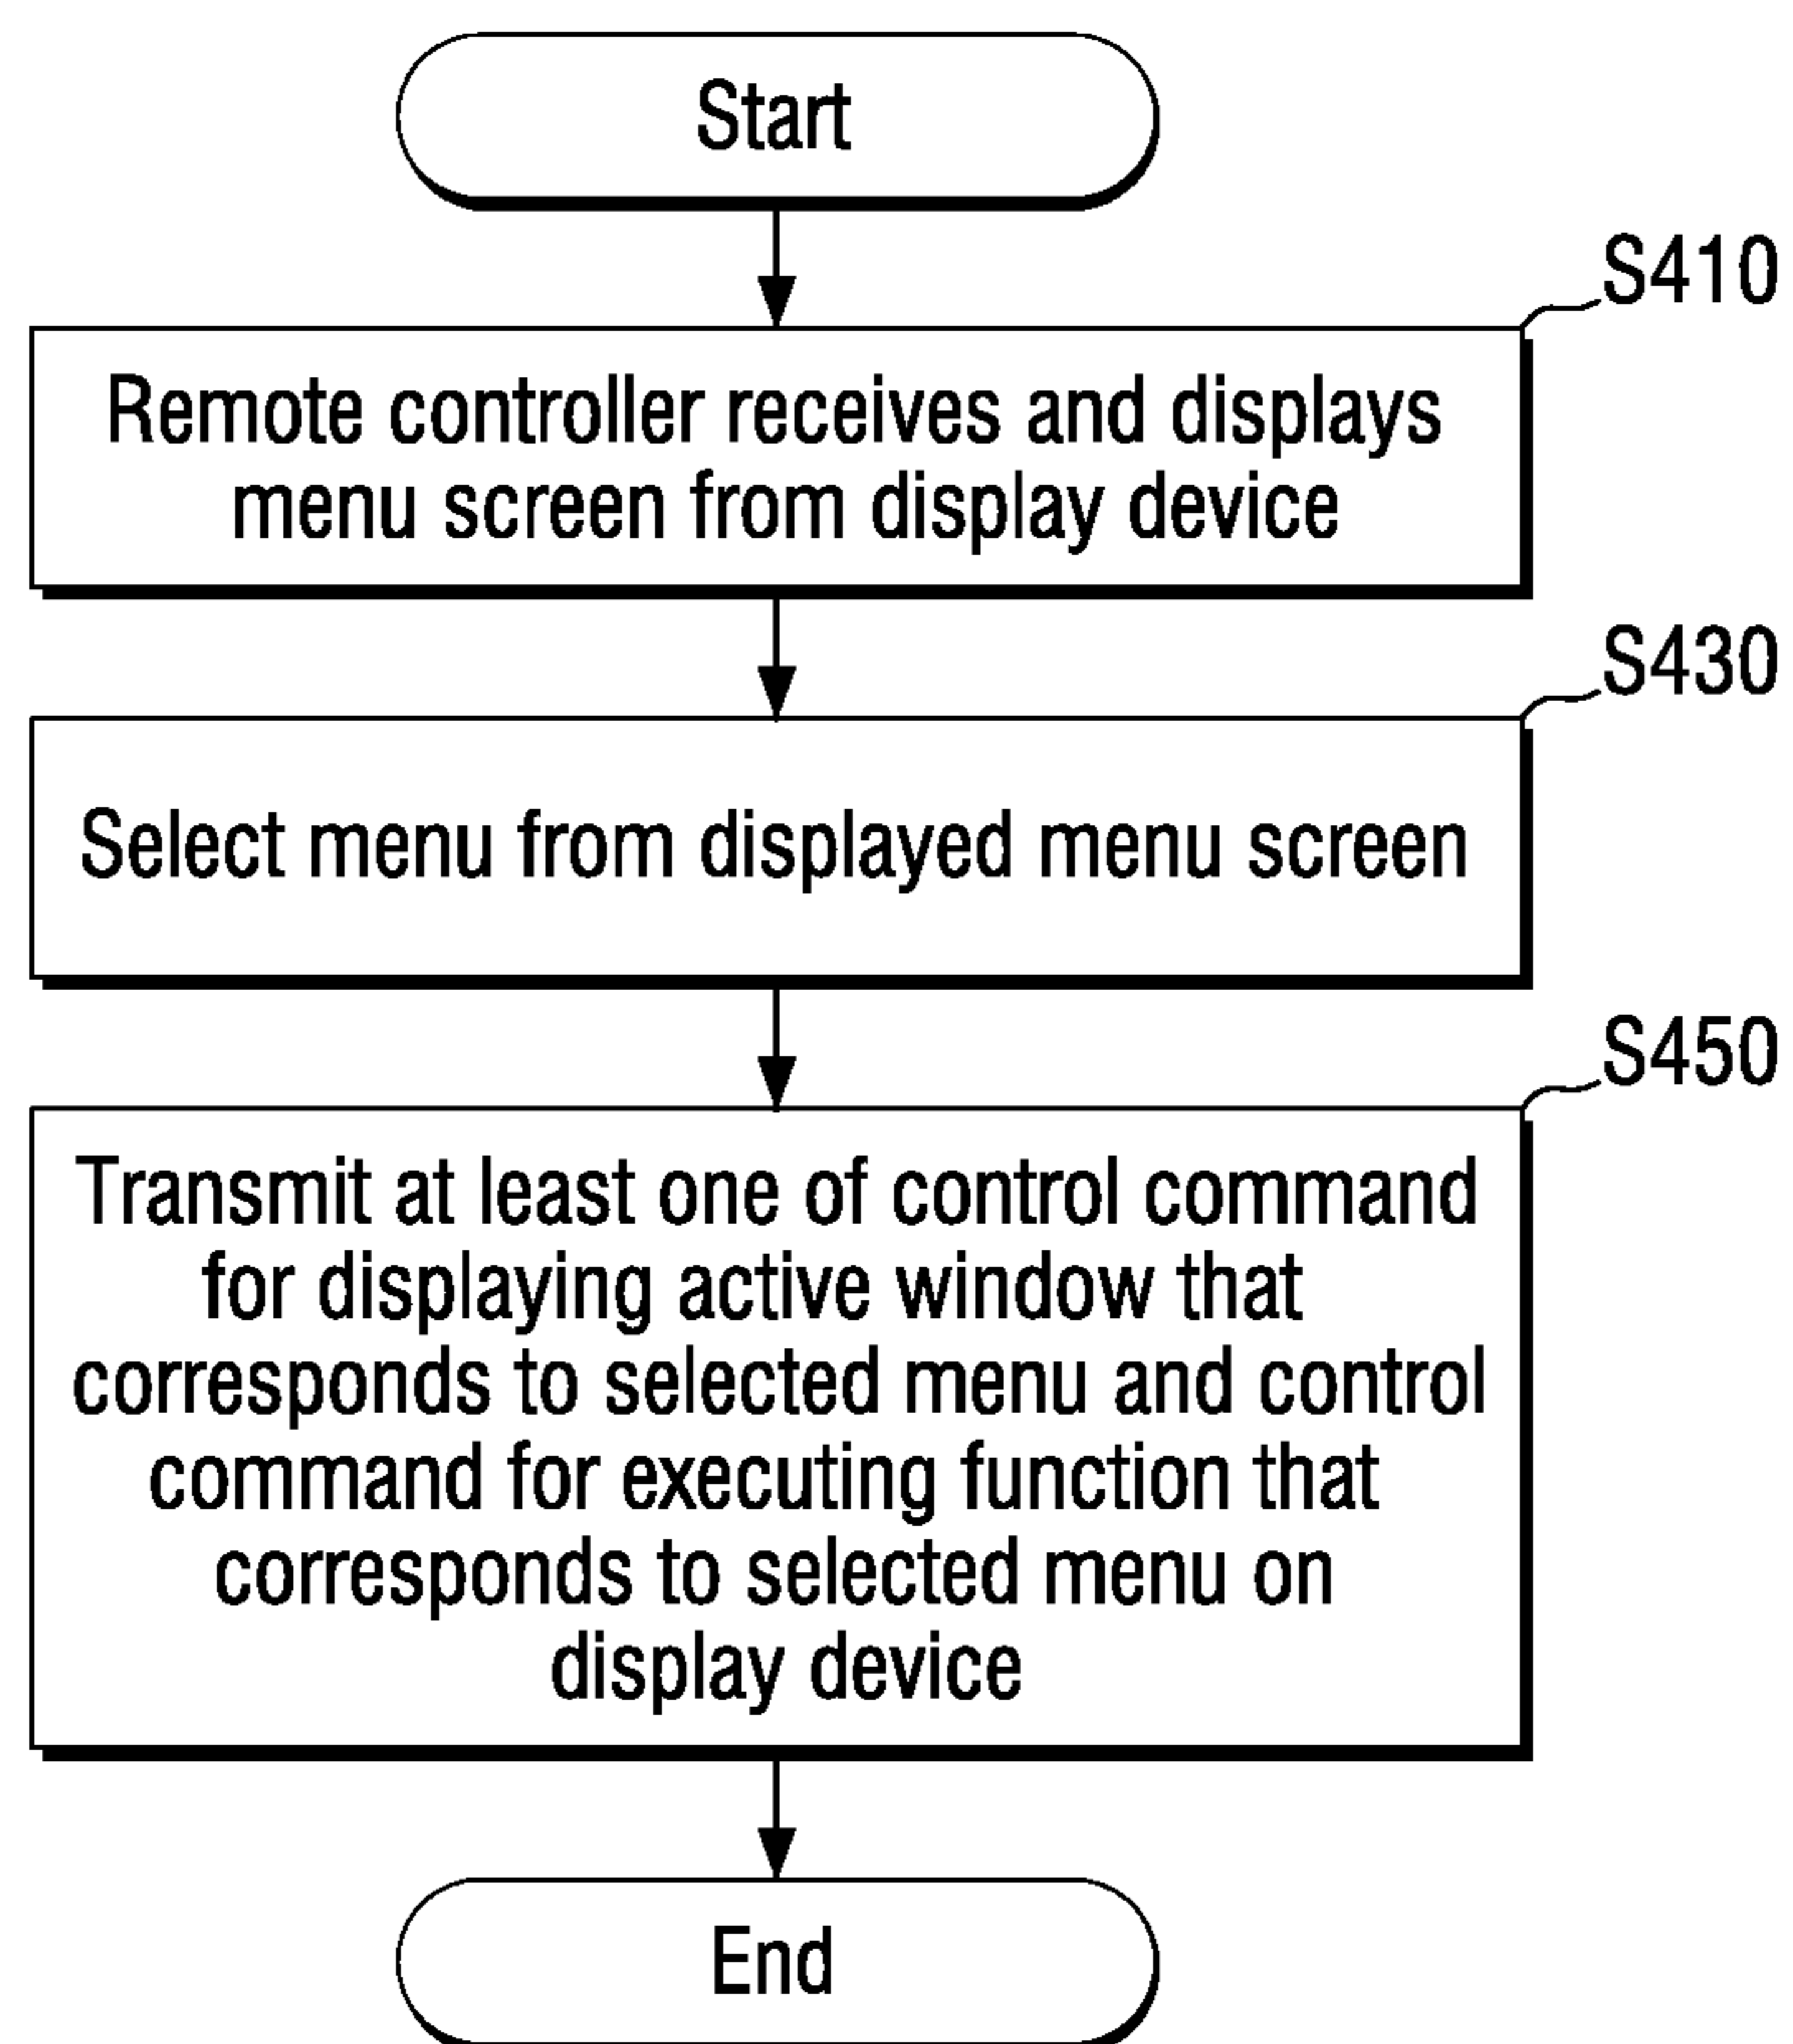 Start
S410
Remote controller receives and displays
menu screen from display device
S430
Select menu from displayed menu screen
S450
Transmit at least one of control command
for displaying active window that
corresponds to selected menu and control
command for executing function that
corresponds to selected menu on
display device
End